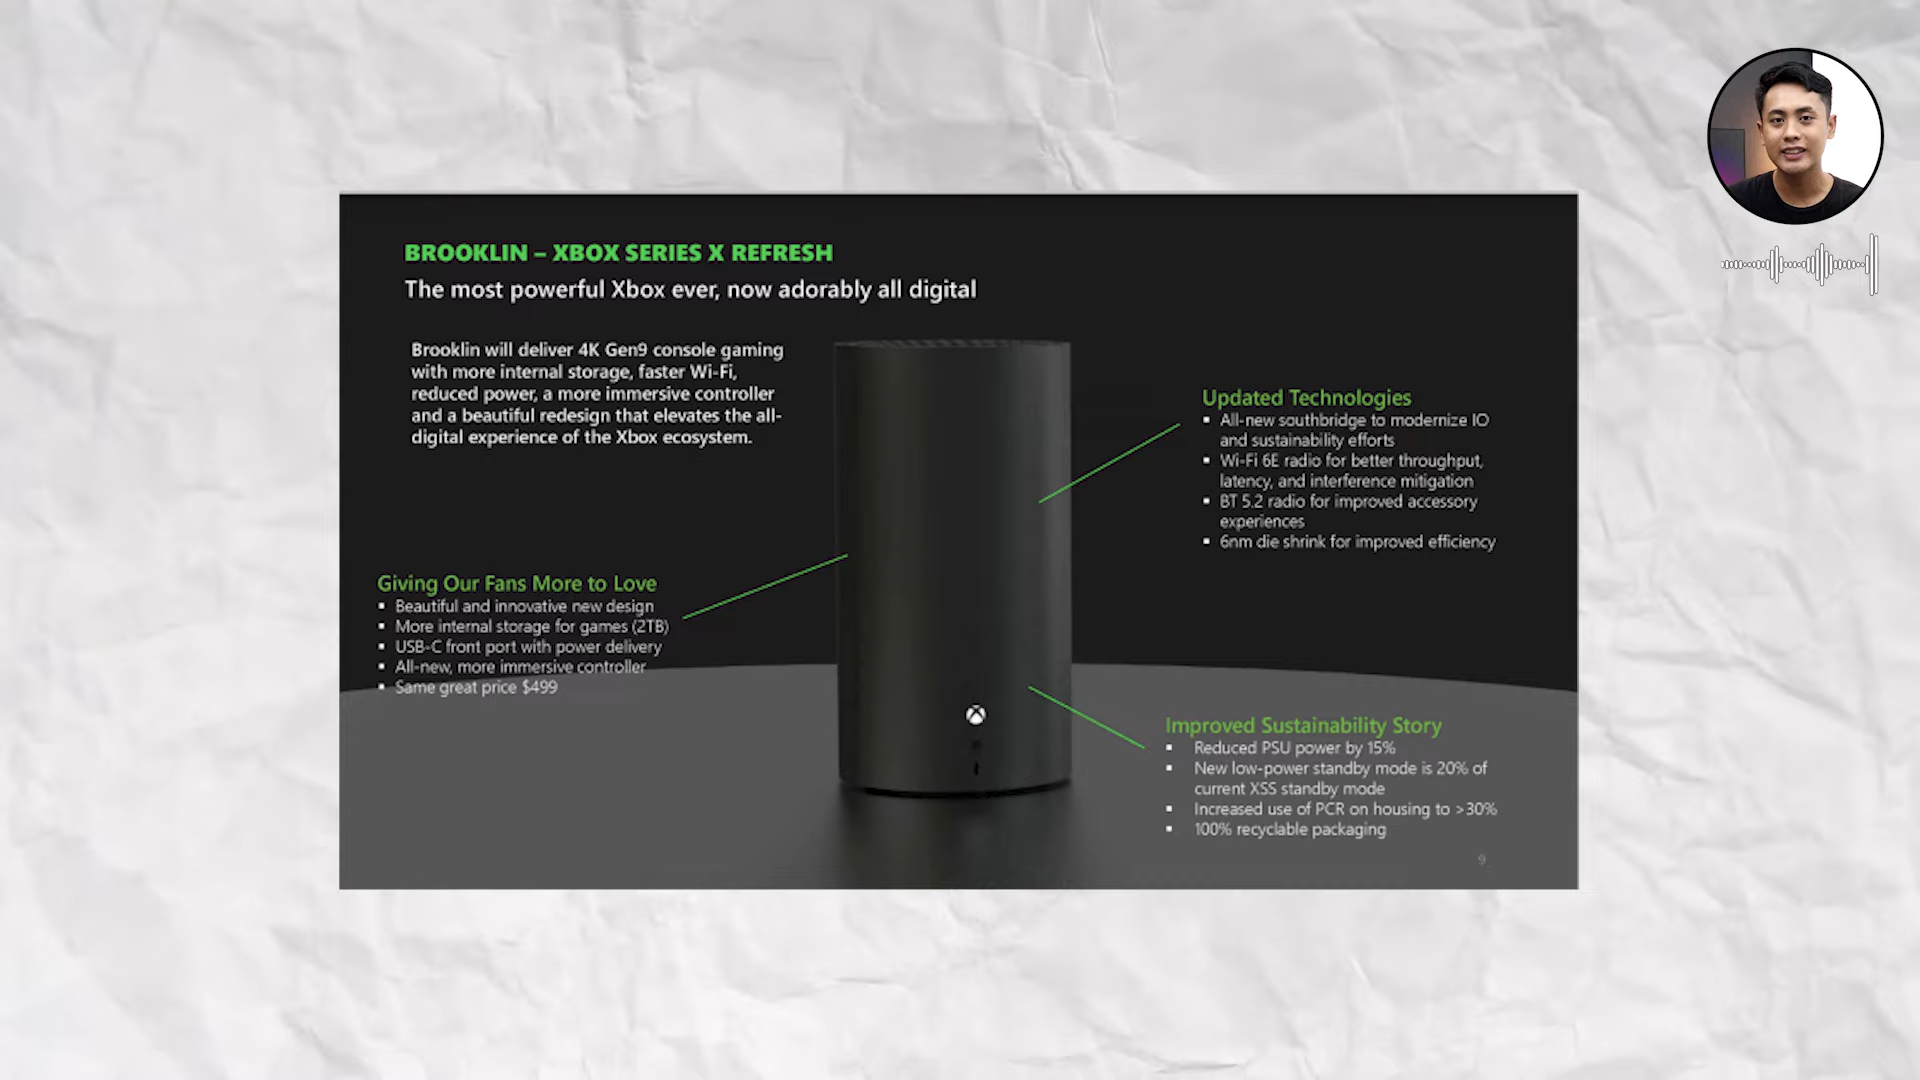 BROOKLIN – XBOX SERIES X REFRESH
The most powerful Xbox ever, now adorably all digital
Brooklin will deliver 4K Gen9 console gaming
with more internal storage, faster Wi-Fi,
reduced power, a more immersive controller
and a beautiful redesign that elevates the all-
digital experience of the Xbox ecosystem.
Giving Our Fans More to Love
▪ Beautiful and innovative new design
▪ More internal storage for games (2TB)
▪ USB-C front port with power delivery
▪ All-new, more immersive controller
▪ Same great price $499
Updated Technologies
▪ All-new southbridge to modernize IO
and sustainability efforts
▪ Wi-Fi 6E radio for better throughput,
latency, and interference mitigation
▪ BT 5.2 radio for improved accessory
experiences
▪ 6nm die shrink for improved efficiency
Improved Sustainability Story
▪ Reduced PSU power by 15%
▪ New low-power standby mode is 20% of
current XSS standby mode
▪ Increased use of PCR on housing to >30%
▪ 100% recyclable packaging
9